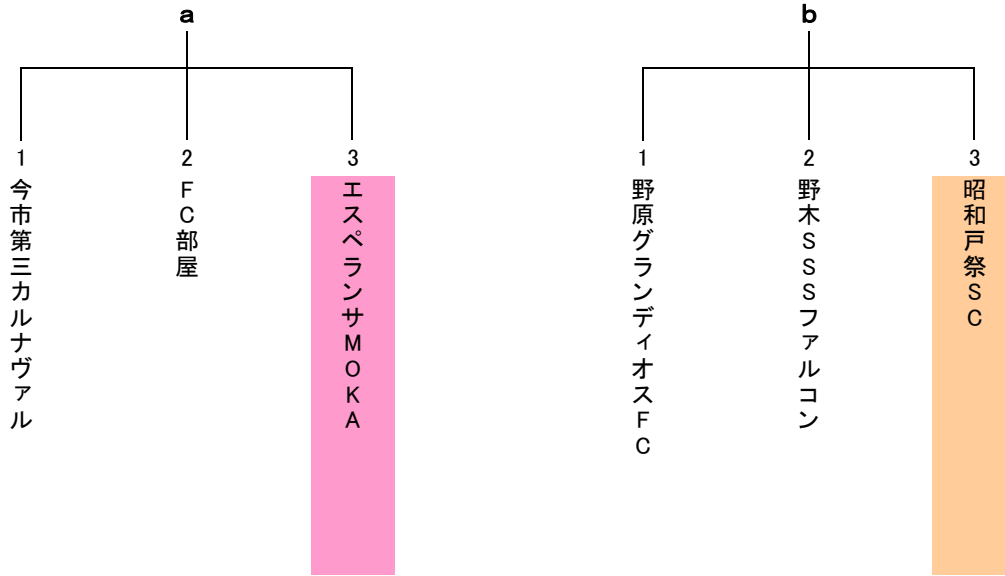 a
1
今市第三カルナヴァル
2
FC部屋
3
エスペランサMOKA
b
1
野原グランディオスFC
2
野木SSSファルコン
3
昭和戸祭SC